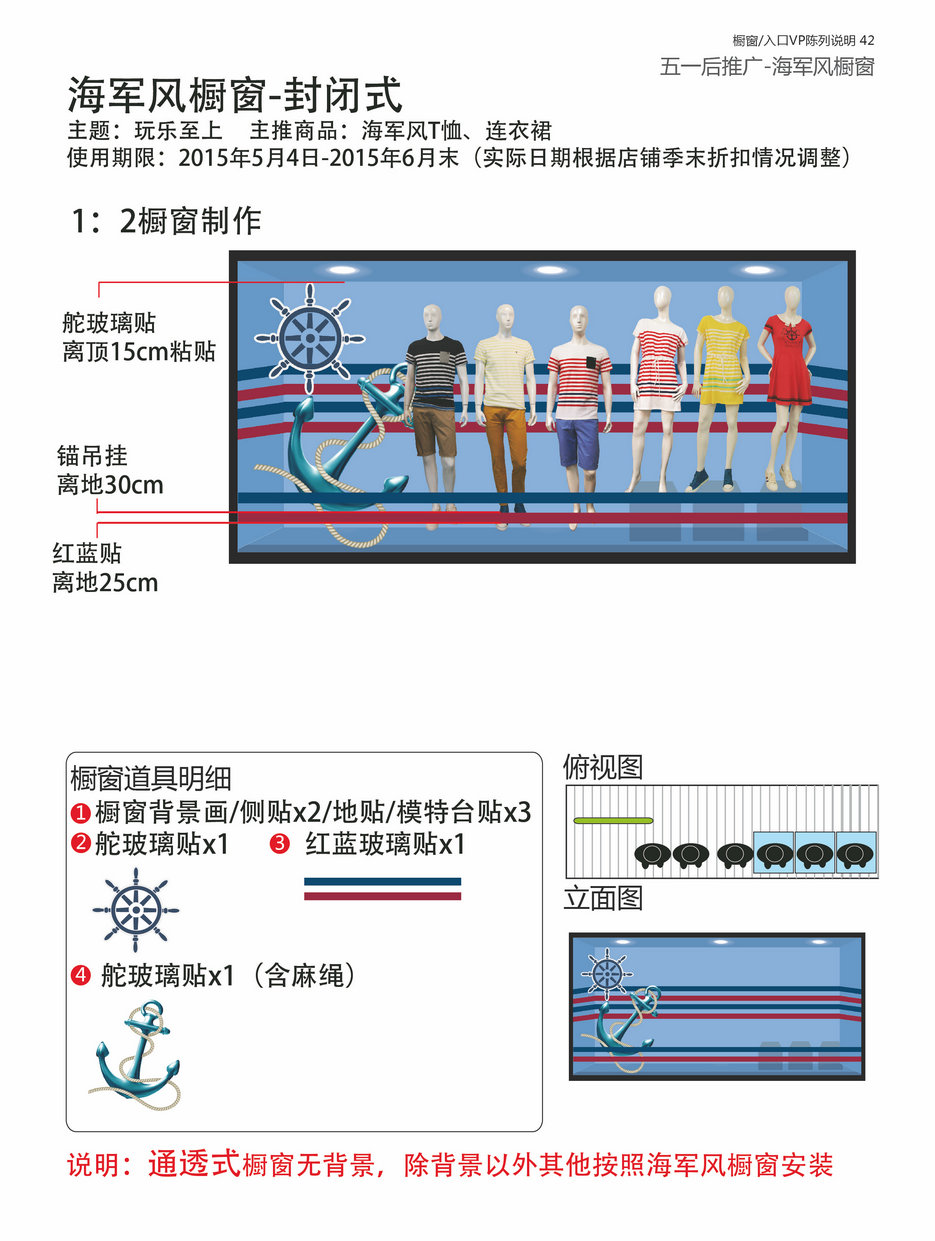 橱窗/入口VP陈列说明 42
五一后推广-海军风橱窗
海军风橱窗-封闭式
主题：玩乐至上 主推商品：海军风T恤、连衣裙
使用期限：2015年5月4日-2015年6月末（实际日期根据店铺季末折扣情况调整）
1：2橱窗制作
舵玻璃贴
离顶15cm粘贴
锚吊挂
离地30cm
红蓝贴
离地25cm
橱窗道具明细
1 橱窗背景画/侧贴x2/地贴/模特台贴x3
2 舵玻璃贴x1 3 红蓝玻璃贴x1
4 舵玻璃贴x1（含麻绳）
俯视图
立面图
说明：通透式橱窗无背景，除背景以外其他按照海军风橱窗安装